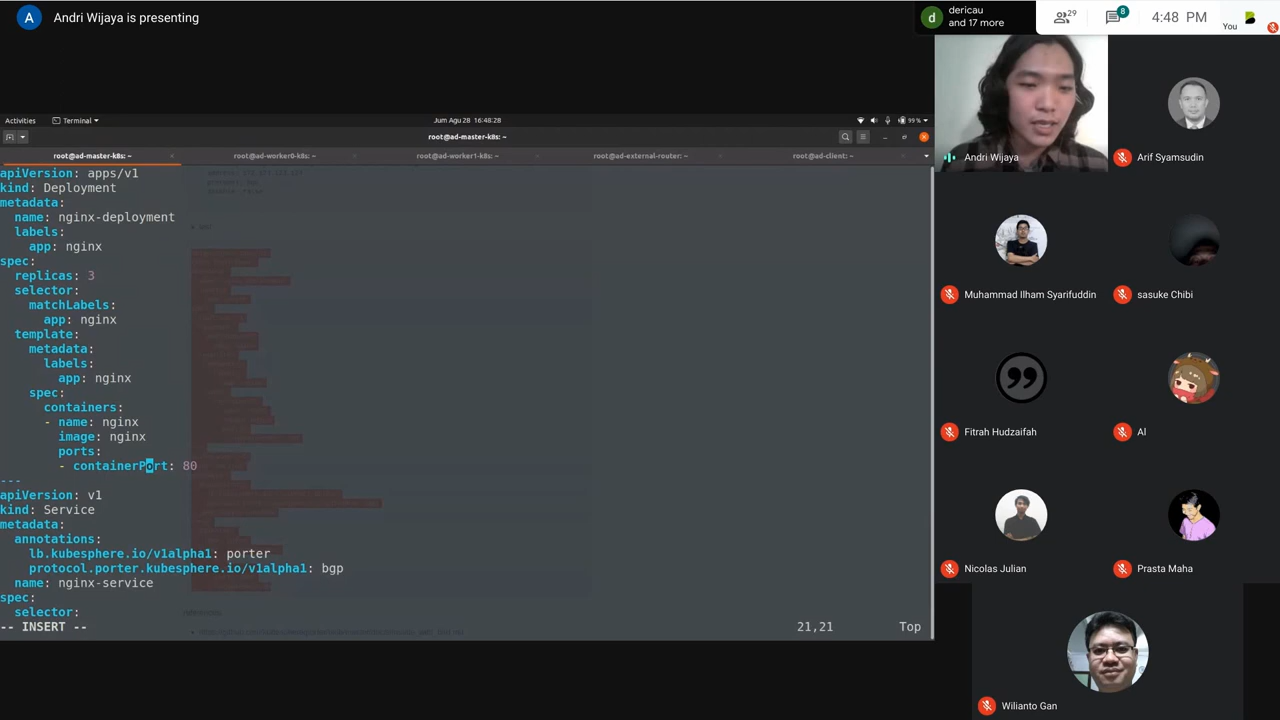 A Andri Wijaya is presenting
d dericau
and 17 more
29
8
4:48 PM
You
Activities
Terminal
Jum Agu 28 16:48:28
99 %
root@ad-master-k8s: ~
root@ad-master-k8s: ~
root@ad-worker0-k8s: ~
root@ad-worker1-k8s: ~
root@ad-external-router: ~
root@ad-client: ~
apiVersion: apps/v1
kind: Deployment
metadata:
  name: nginx-deployment
  labels:
    app: nginx
spec:
  replicas: 3
  selector:
    matchLabels:
      app: nginx
  template:
    metadata:
      labels:
        app: nginx
    spec:
      containers:
      - name: nginx
        image: nginx
        ports:
        - containerPort: 80
---
apiVersion: v1
kind: Service
metadata:
  annotations:
    lb.kubesphere.io/v1alpha1: porter
    protocol.porter.kubesphere.io/v1alpha1: bgp
  name: nginx-service
spec:
  selector:
-- INSERT --
21,21
Top
Andri Wijaya
Arif Syamsudin
Muhammad Ilham Syarifuddin
sasuke Chibi
Fitrah Hudzaifah
Al
Nicolas Julian
Prasta Maha
Wilianto Gan